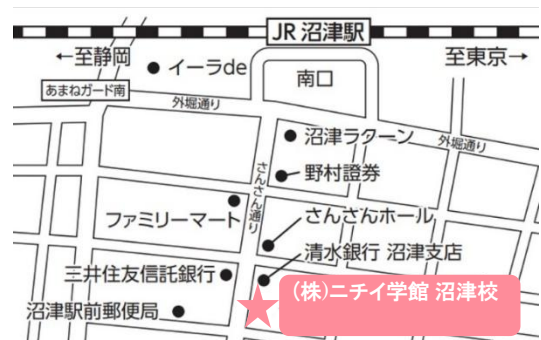 JR 沼津駅
←至静岡
至東京→
イーラde
南口
あまねガード南
外堀通り
沼津ラクーン
外堀通り
さんさん通り
野村證券
ファミリーマート
さんさんホール
清水銀行 沼津支店
三井住友信託銀行
(株)ニチイ学館 沼津校
沼津駅前郵便局